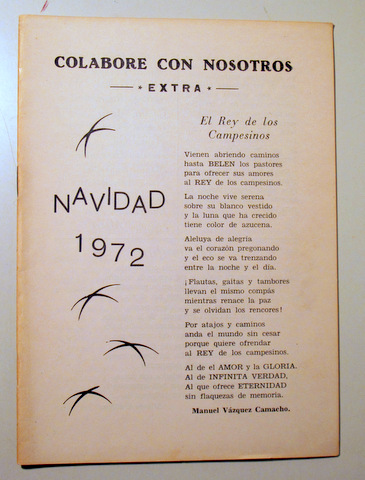 COLABORE CON NOSOTROS
EXTRA
NAVIDAD
1972
El Rey de los
Campesinos
Vienen abriendo caminos
hasta BELEN los pastores
para ofrecer sus amores
al REY de los campesinos.
La noche vive serena
sobre su blanco vestido
y la luna que ha crecido
tiene color de azucena.
Aleluya de alegría
va el corazón pregonando
y el eco se va trenzando
entre la noche y el día.
¡Flautas, gaitas y tambores
llevan el mismo compás
mientras renace la paz
y se olvidan los rencores!
Por atajos y caminos
anda el mundo sin cesar
porque quiere ofrendar
al REY de los campesinos.
Al de el AMOR y la GLORIA.
Al de INFINITA VERDAD,
Al que ofrece ETERNIDAD
sin flaquezas de memoria.
Manuel Vázquez Camacho.